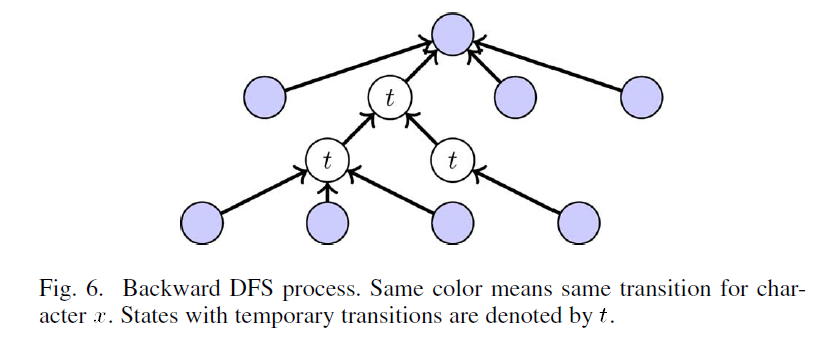 t
t
t
Fig. 6. Backward DFS process. Same color means same transition for char-
acter x. States with temporary transitions are denoted by t.